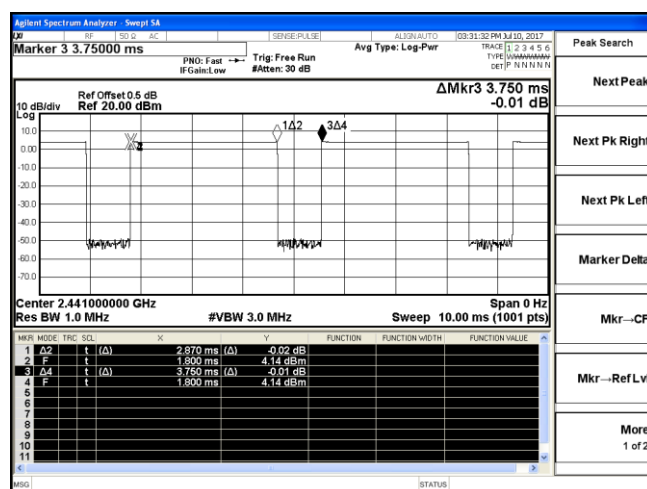 Agilent Spectrum Analyzer - Swept SA
LXI RF 50 Ω AC SENSE:PULSE ALIGNAUTO 03:31:32 PM Jul 10, 2017
Marker 3 3.75000 ms
PNO: Fast
IFGain:Low
Trig: Free Run
#Atten: 30 dB
Avg Type: Log-Pwr
TRACE 1 2 3 4 5 6
TYPE
DET P N N N N N
Ref Offset 0.5 dB
10 dB/div Ref 20.00 dBm
ΔMkr3 3.750 ms
-0.01 dB
Log
10.0
0.00
-10.0
-20.0
-30.0
-40.0
-50.0
-60.0
-70.0
1Δ2
3Δ4
Center 2.441000000 GHz Span 0 Hz
Res BW 1.0 MHz #VBW 3.0 MHz Sweep 10.00 ms (1001 pts)
MKR MODE TRC SCL X Y FUNCTION FUNCTION WIDTH FUNCTION VALUE
1 Δ2 t (Δ) 2.870 ms (Δ) -0.02 dB
2 F t 1.800 ms 4.14 dBm
3 Δ4 t (Δ) 3.750 ms (Δ) -0.01 dB
4 F t 1.800 ms 4.14 dBm
5
6
7
8
9
10
11
MSG STATUS
Peak Search
Next Peak
Next Pk Right
Next Pk Left
Marker Delta
Mkr→CF
Mkr→Ref Lvl
More
1 of 2